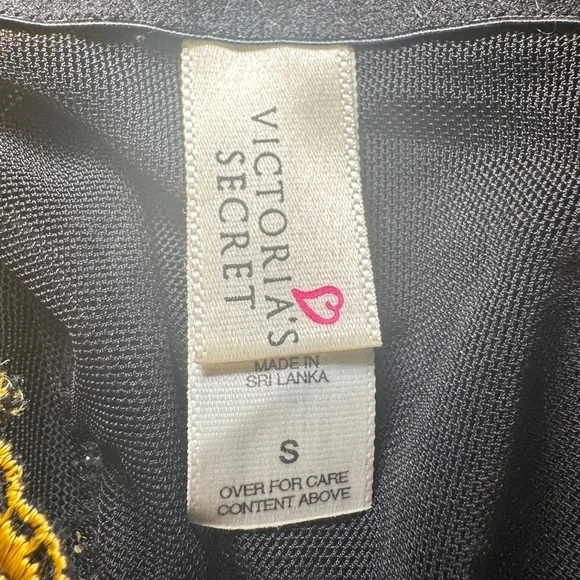 VICTORIA'S
SECRET
MADE IN
SRI LANKA
S
OVER FOR CARE
CONTENT ABOVE